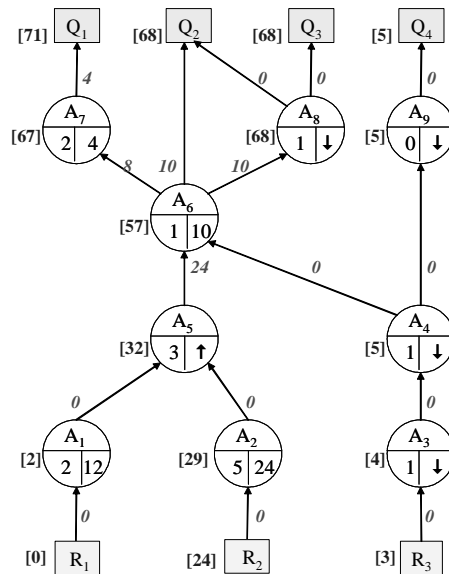 [71] Q₁ [68] Q₂ [68] Q₃ [5] Q₄
4 0 0 0
A₇ A₈ A₉
[67] 2 4 [68] 1 ↓ [5] 0 ↓
8 10 10
A₆
[57] 1 10
24 0 0
A₅ A₄
[32] 3 ↑ [5] 1 ↓
0 0 0
A₁ A₂ A₃
[2] 2 12 [29] 5 24 [4] 1 ↓
0 0 0
[0] R₁ [24] R₂ [3] R₃